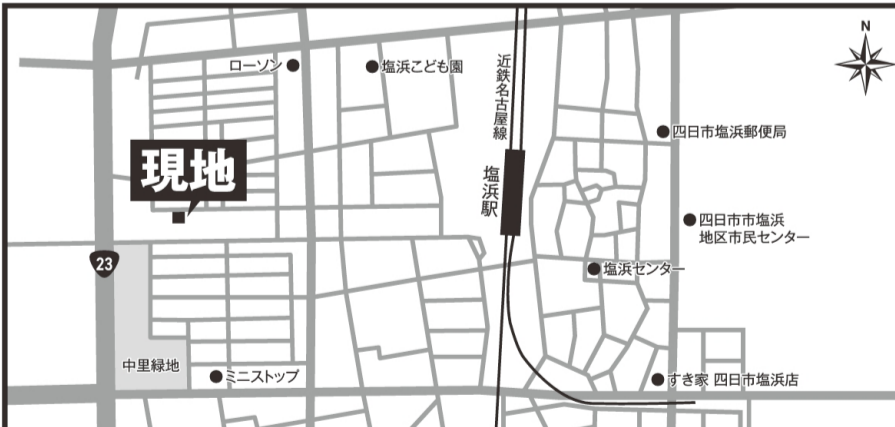 N
ローソン
塩浜こども園
近鉄名古屋線
四日市塩浜郵便局
現地
塩浜駅
四日市市塩浜
地区市民センター
23
塩浜センター
中里緑地
ミニストップ
すき家 四日市塩浜店